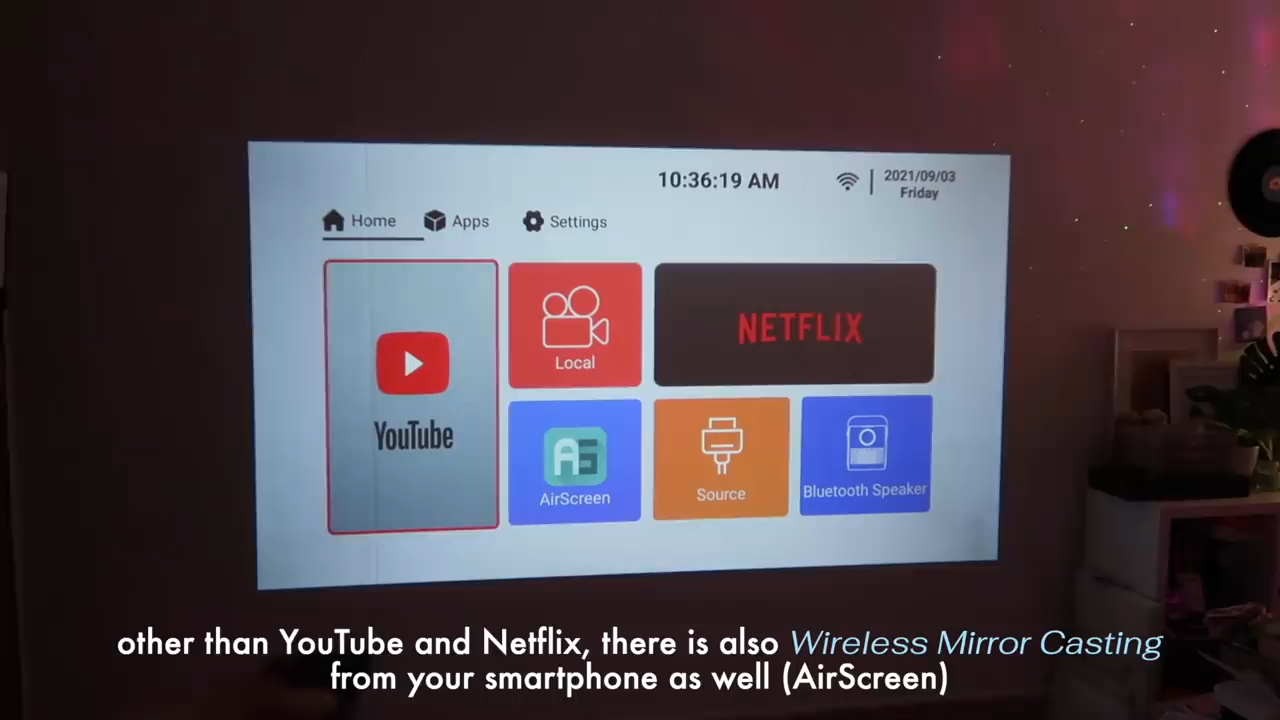 10:36:19 AM
2021/09/03
Friday
Home
Apps
Settings
YouTube
Local
NETFLIX
AS
AirScreen
Source
Bluetooth Speaker
other than YouTube and Netflix, there is also Wireless Mirror Casting
from your smartphone as well (AirScreen)